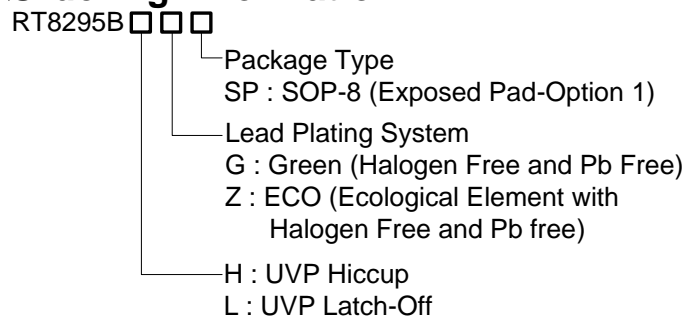 RT8295B
Package Type
SP : SOP-8 (Exposed Pad-Option 1)
Lead Plating System
G : Green (Halogen Free and Pb Free)
Z : ECO (Ecological Element with
Halogen Free and Pb free)
H : UVP Hiccup
L : UVP Latch-Off